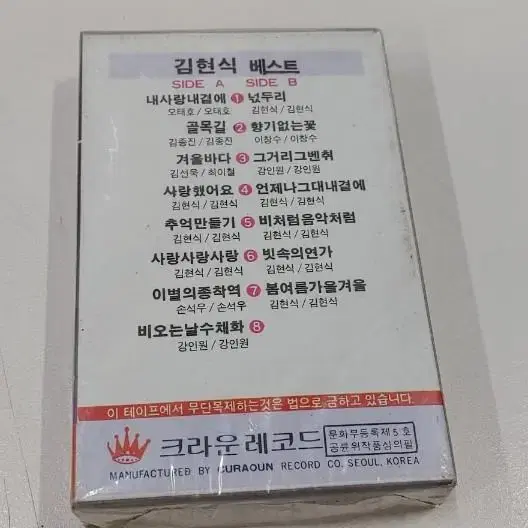 김현식 베스트
SIDE A SIDE B
내사랑내곁에 1 넋두리
오태호 / 오태호 김현식 / 김현식
골목길 2 향기없는꽃
김종진 / 김종진 이창수 / 이창수
겨울바다 3 그거리그벤취
김선묵 / 최이철 강인원 / 강인원
사랑했어요 4 언제나그대내곁에
김현식 / 김현식 김현식 / 김현식
추억만들기 5 비처럼음악처럼
김현식 / 김현식 김현식 / 김현식
사랑사랑사랑 6 빗속의연가
김현식 / 김현식 김현식 / 김현식
이별의종착역 7 봄여름가을겨울
손석우 / 손석우 김현식 / 김현식
비오는날수채화 8
강인원 / 강인원
이 테이프에서 무단복제하는것은 법으로 금하고 있습니다.
크라운레코드 문화부등록제5호
공륜위작품심의필
MANUFACTURED BY CURAOUN RECORD CO. SEOUL, KOREA